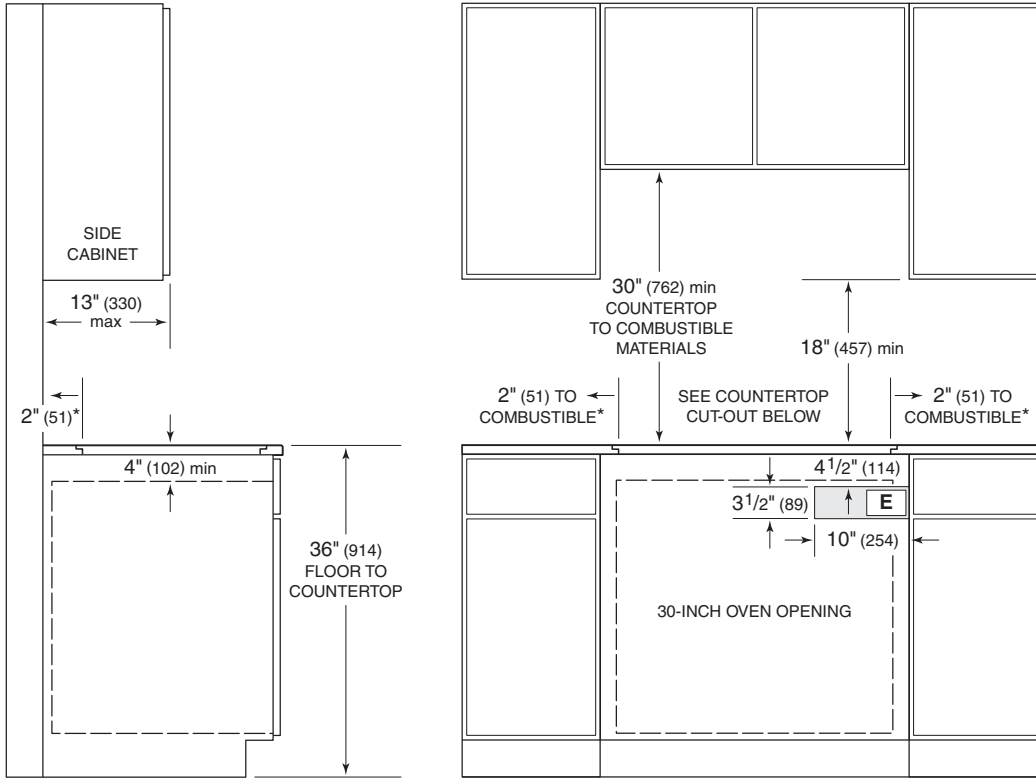 SIDE
CABINET
13" (330)
max
2" (51)*
4" (102) min
36" (914)
FLOOR TO
COUNTERTOP
30" (762) min
COUNTERTOP
TO COMBUSTIBLE
MATERIALS
18" (457) min
2" (51) TO
COMBUSTIBLE*
SEE COUNTERTOP
CUT-OUT BELOW
2" (51) TO
COMBUSTIBLE*
4 1/2" (114)
3 1/2" (89)
E
10" (254)
30-INCH OVEN OPENING